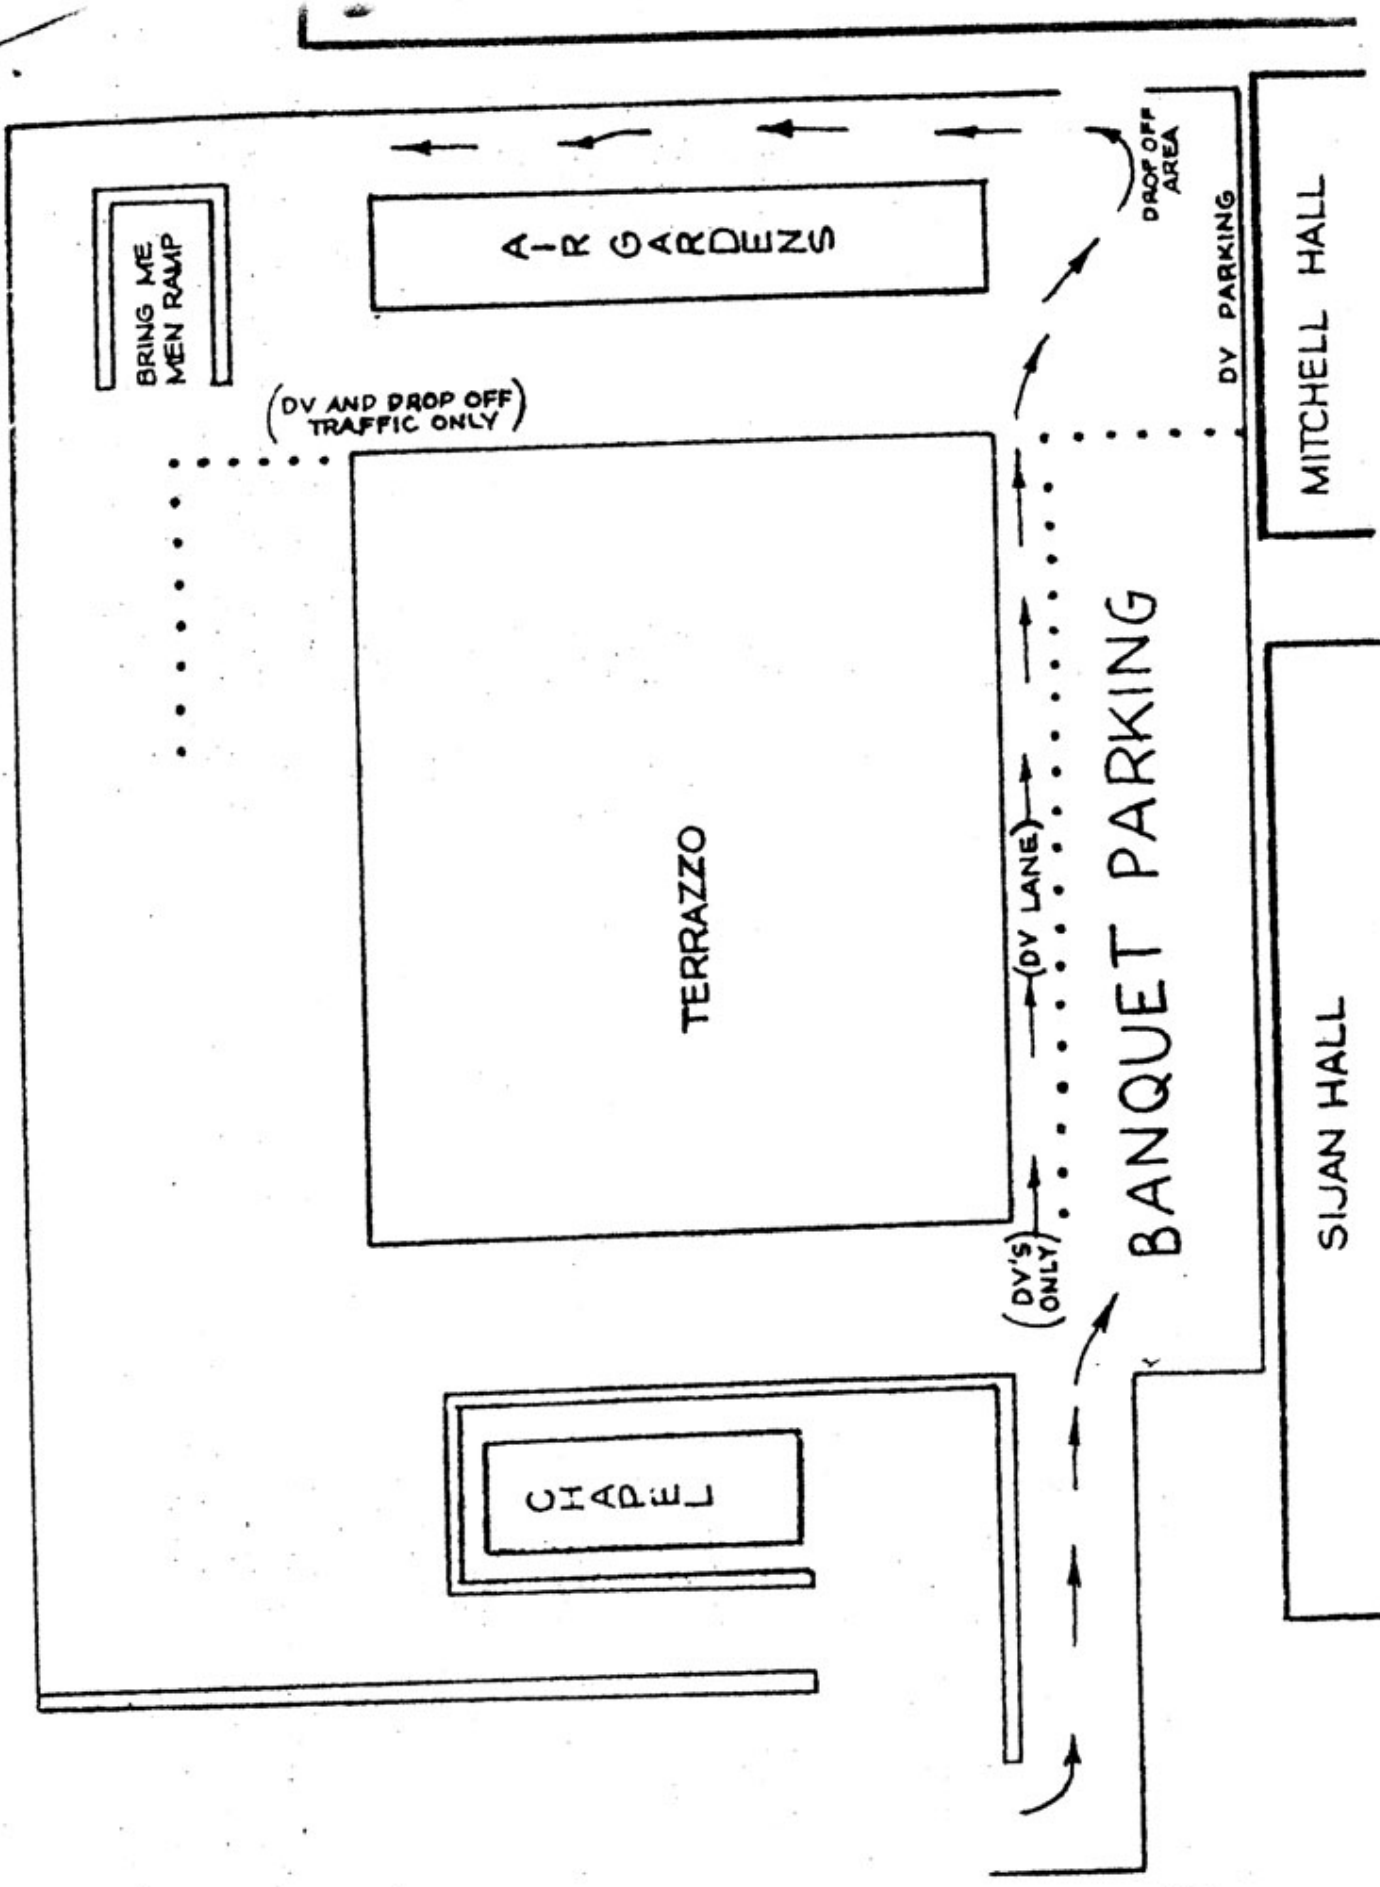 DROP OFF
AREA
AIR GARDENS
DV PARKING
MITCHELL HALL
BRING ME
MEN RAMP
(DV AND DROP OFF
TRAFFIC ONLY)
TERRAZZO
(DV LANE)
BANQUET PARKING
SIJAN HALL
(DV'S
ONLY)
CHAPEL